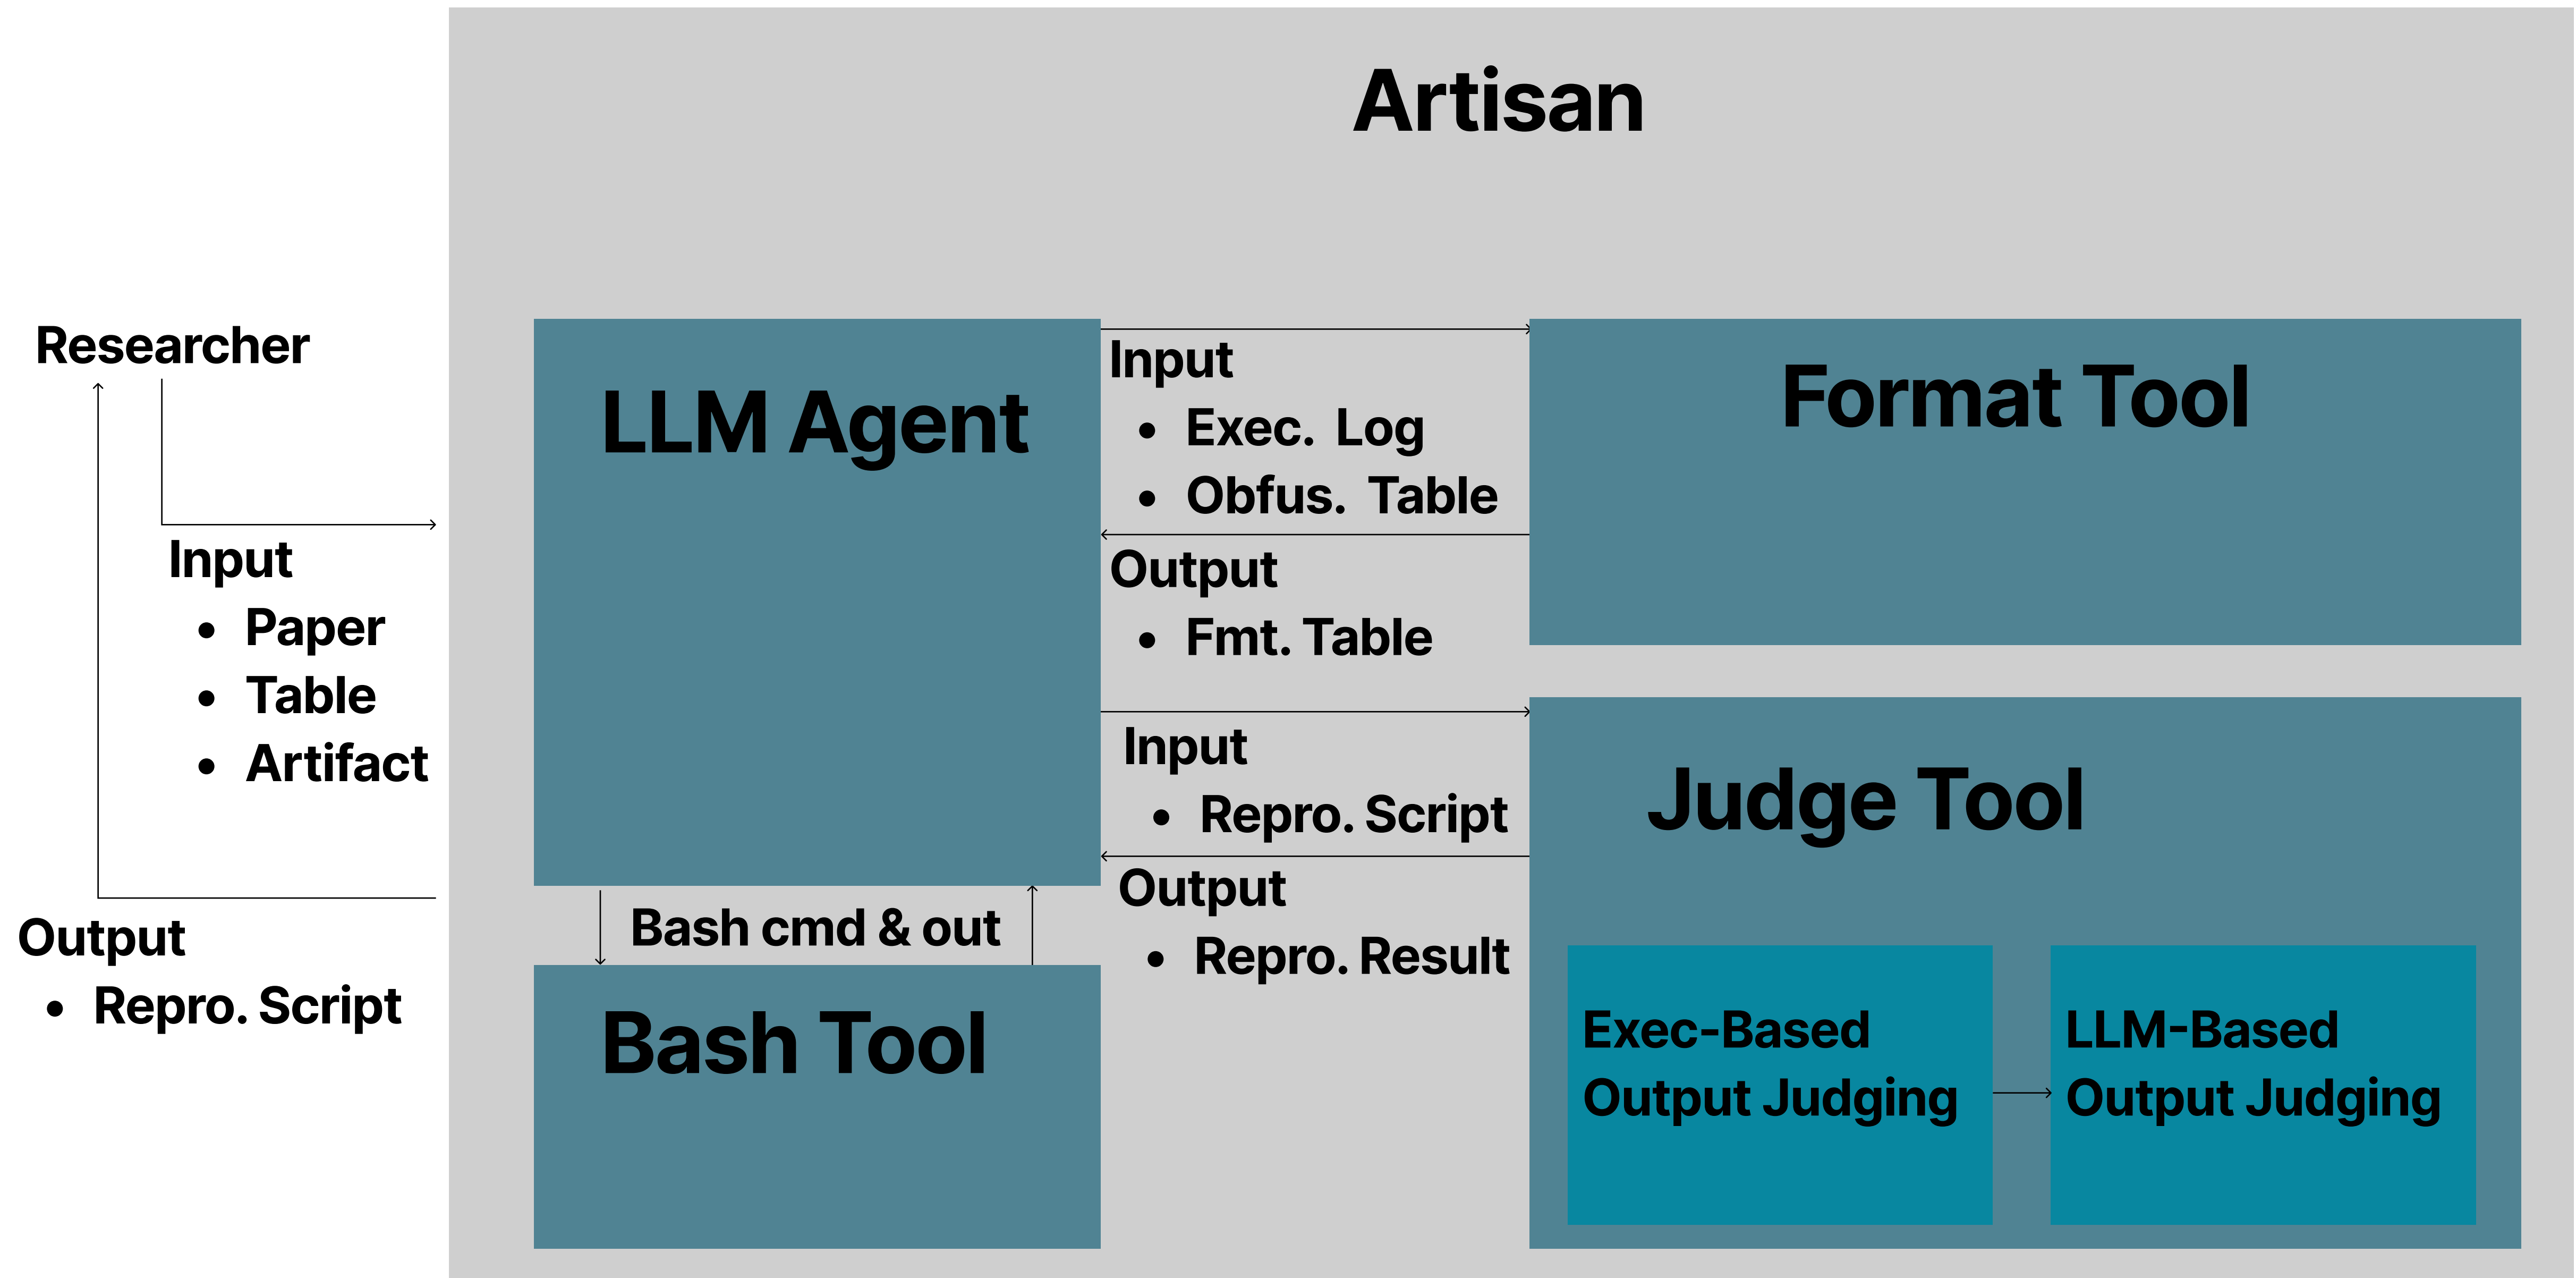 Artisan
Researcher
Input
• Paper
• Table
• Artifact
Output
• Repro. Script
LLM Agent
Input
• Exec. Log
• Obfus. Table
Output
• Fmt. Table
Format Tool
Input
• Repro. Script
Output
• Repro. Result
Judge Tool
Exec-Based
Output Judging
LLM-Based
Output Judging
Bash cmd & out
Bash Tool